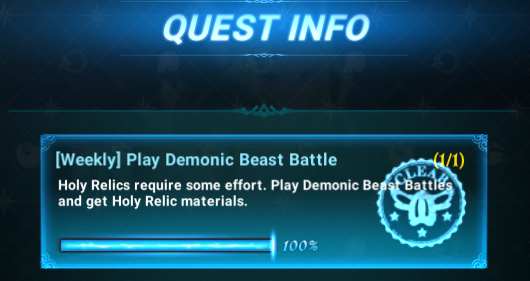 QUEST INFO
[Weekly] Play Demonic Beast Battle (1/1)
Holy Relics require some effort. Play Demonic Beast Battles
and get Holy Relic materials.
CLEAR
100%